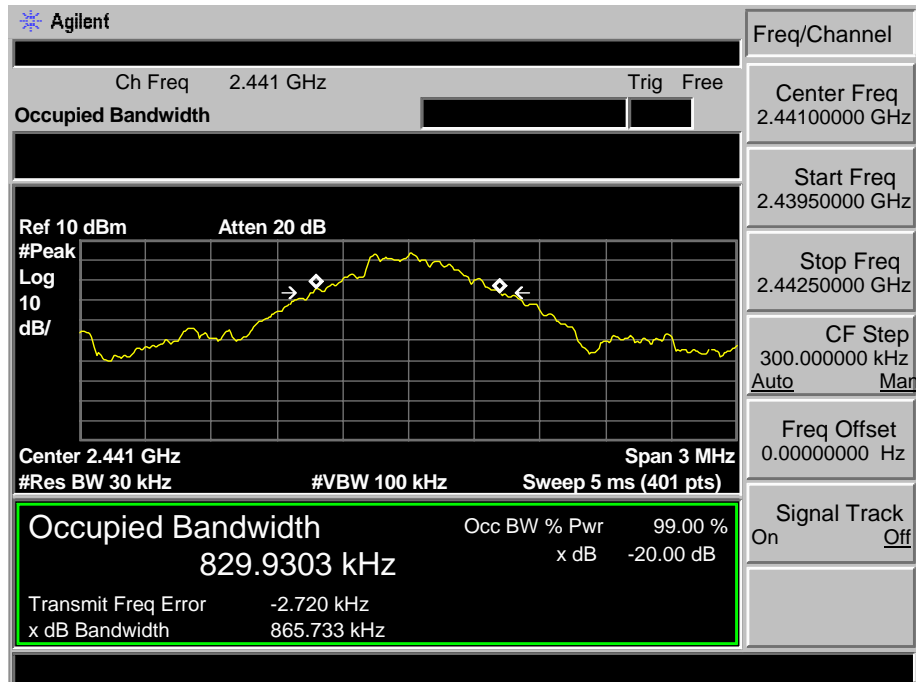 Agilent
Freq/Channel
Ch Freq 2.441 GHz Trig Free
Occupied Bandwidth
Center Freq
2.44100000 GHz
Start Freq
2.43950000 GHz
Stop Freq
2.44250000 GHz
CF Step
300.000000 kHz
Auto Man
Freq Offset
0.00000000 Hz
Signal Track
On Off
Ref 10 dBm Atten 20 dB
#Peak
Log
10
dB/
Center 2.441 GHz Span 3 MHz
#Res BW 30 kHz #VBW 100 kHz Sweep 5 ms (401 pts)
Occupied Bandwidth Occ BW % Pwr 99.00 %
829.9303 kHz x dB -20.00 dB
Transmit Freq Error -2.720 kHz
x dB Bandwidth 865.733 kHz